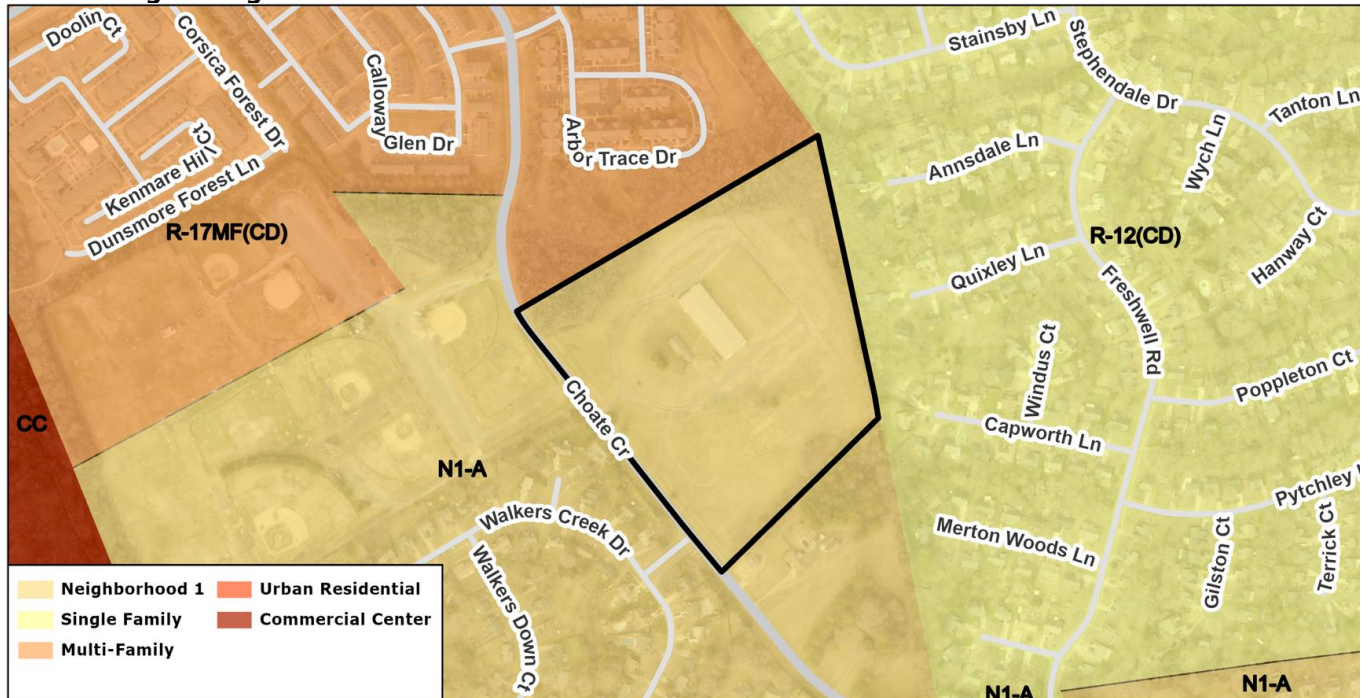 Doolin Ct
Corsica Forest Dr
Calloway
Glen Dr
Arbor Trace Dr
Kenmare Hil
Ct
Dunsmore Forest Ln
R-17MF(CD)
Stainsby Ln
Stephendale Dr
Tanton Ln
Annsdale Ln
Wych Ln
R-12(CD)
Hanway Ct
Quixley Ln
Freshwell Rd
Windus Ct
Poppleton Ct
Choate Cr
CC
Capworth Ln
N1-A
Walkers Creek Dr
Pytchley
Merton Woods Ln
Gilston Ct
Terrick Ct
Walkers Down Ct
N1-A
N1-A
Neighborhood 1
Urban Residential
Single Family
Commercial Center
Multi-Family